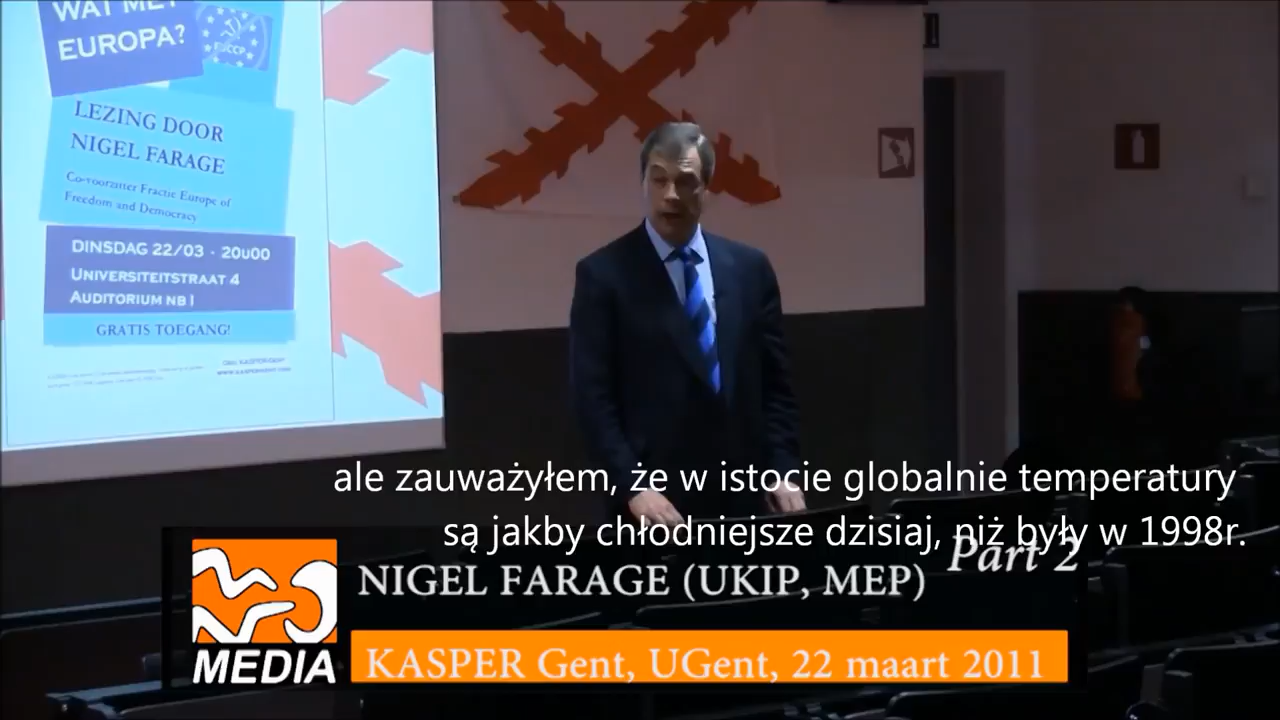 WAT MET
EUROPA?
EUCCP
LEZING DOOR
NIGEL FARAGE
Co-voorzitter Fractie Europe of
Freedom and Democracy
DINSDAG 22/03 - 20U00
UNIVERSITEITSTRAAT 4
AUDITORIUM NB I
GRATIS TOEGANG!
ale zauważyłem, że w istocie globalnie temperatury
są jakby chłodniejsze dzisiaj, niż były w 1998r.
Part 2
NIGEL FARAGE (UKIP, MEP)
MEDIA
KASPER Gent, UGent, 22 maart 2011